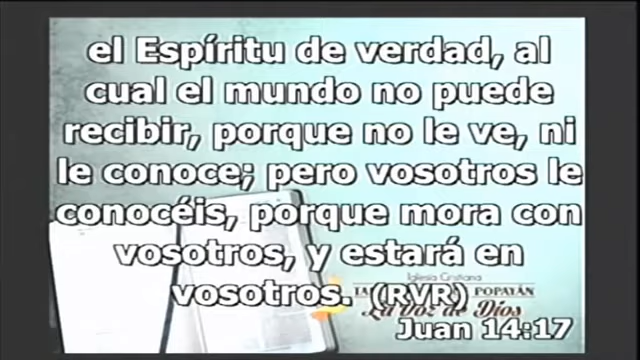 el Espíritu de verdad, al
cual el mundo no puede
recibir, porque no le ve, ni
le conoce; pero vosotros le
conocéis, porque mora con
vosotros, y estará en
vosotros. (RVR)
Iglesia Cristiana
POPAYÁN
La Voz de Dios
Juan 14:17